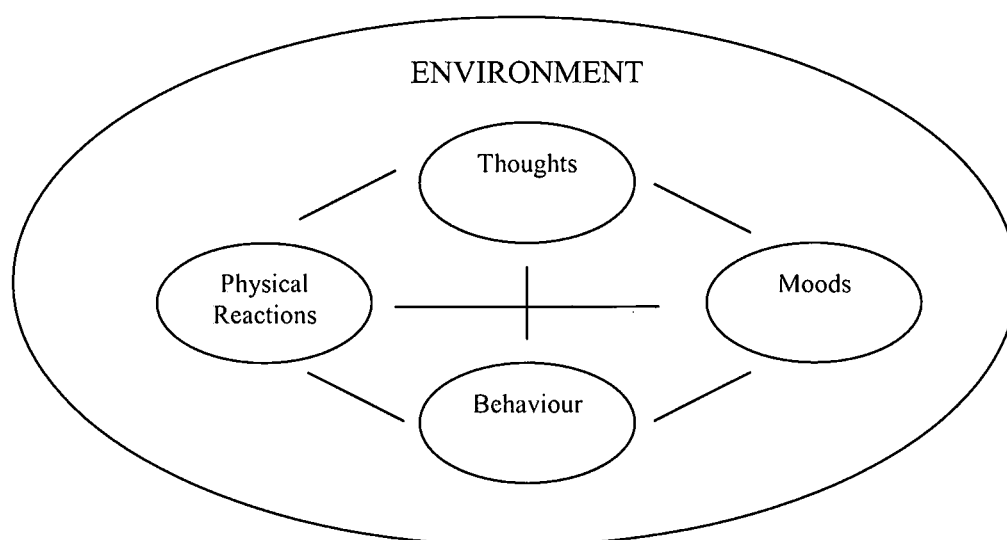 ENVIRONMENT
Thoughts
Physical
Reactions
Moods
Behaviour